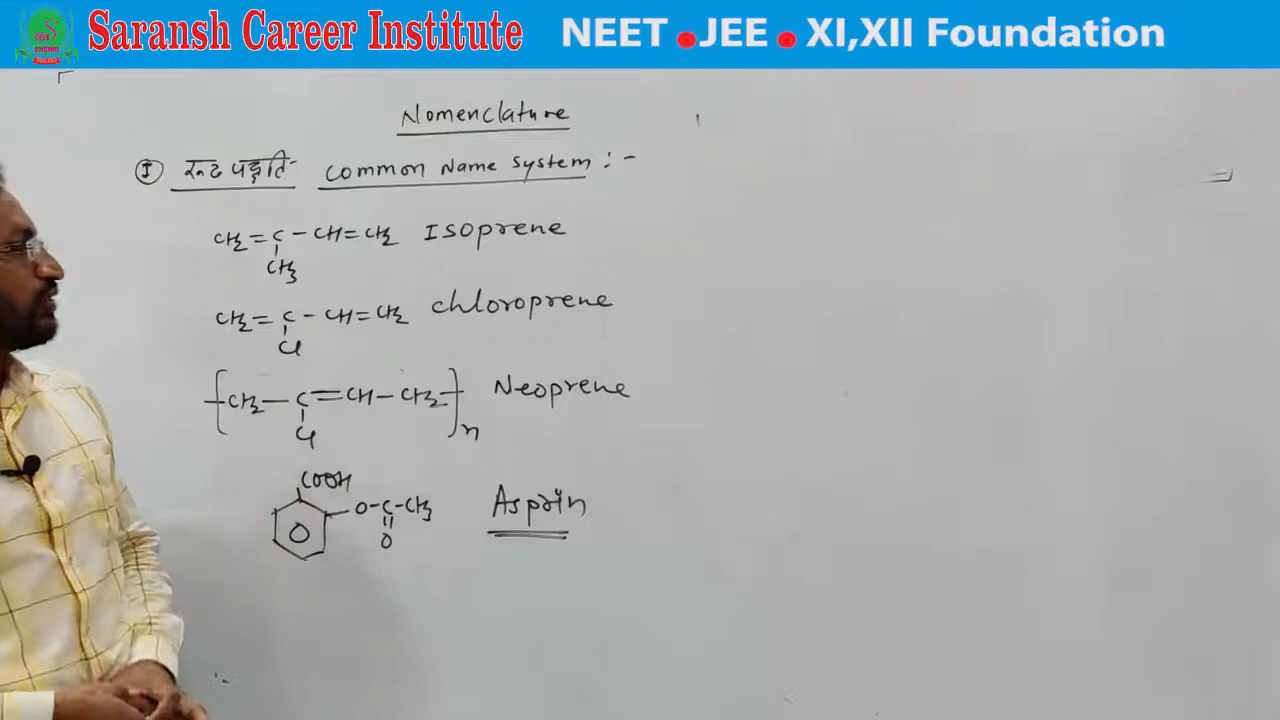 Saransh Career Institute
NEET • JEE • XI,XII Foundation
Nomenclature
(I) रूढ पद्धति Common Name System :-
CH2=C-CH=CH2 Isoprene
CH3
CH2=C-CH=CH2 Chloroprene
Cl
[CH2-C=CH-CH2]n Neoprene
Cl
COOH
O-C-CH3 Asprin
O